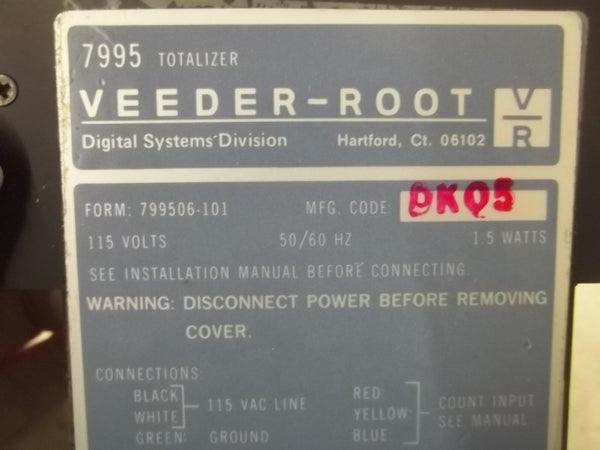 7995 TOTALIZER
VEEDER-ROOT V/R
Digital Systems Division Hartford, Ct. 06102
FORM: 799506-101 MFG. CODE: DKQ5
115 VOLTS 50/60 HZ 1.5 WATTS
SEE INSTALLATION MANUAL BEFORE CONNECTING.
WARNING: DISCONNECT POWER BEFORE REMOVING
COVER.
CONNECTIONS:
BLACK RED:
115 VAC LINE COUNT INPUT
WHITE YELLOW: SEE MANUAL
GREEN: GROUND BLUE: